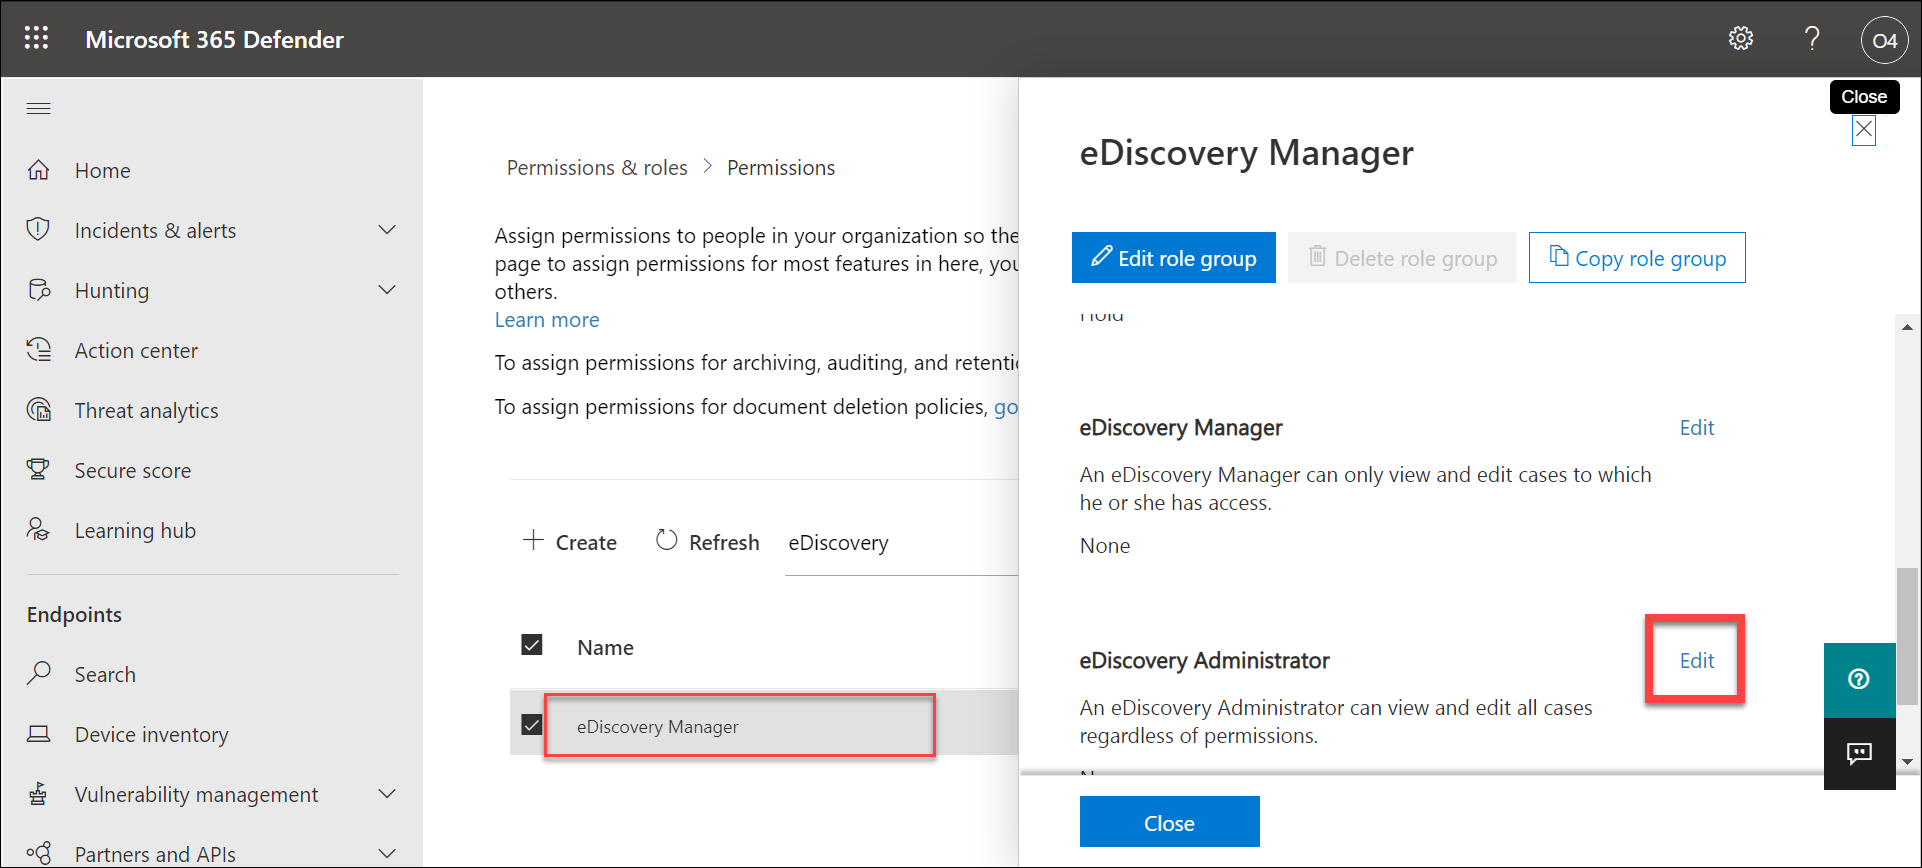 Microsoft 365 Defender
O4
Home
Incidents & alerts
Hunting
Action center
Threat analytics
Secure score
Learning hub
Endpoints
Search
Device inventory
Vulnerability management
Partners and APIs
Permissions & roles > Permissions
Assign permissions to people in your organization so the
page to assign permissions for most features in here, you
others.
Learn more
To assign permissions for archiving, auditing, and retenti
To assign permissions for document deletion policies, go
Create
Refresh
eDiscovery
Name
eDiscovery Manager
Close
eDiscovery Manager
Edit role group
Delete role group
Copy role group
Hold
eDiscovery Manager
Edit
An eDiscovery Manager can only view and edit cases to which
he or she has access.
None
eDiscovery Administrator
Edit
An eDiscovery Administrator can view and edit all cases
regardless of permissions.
Close